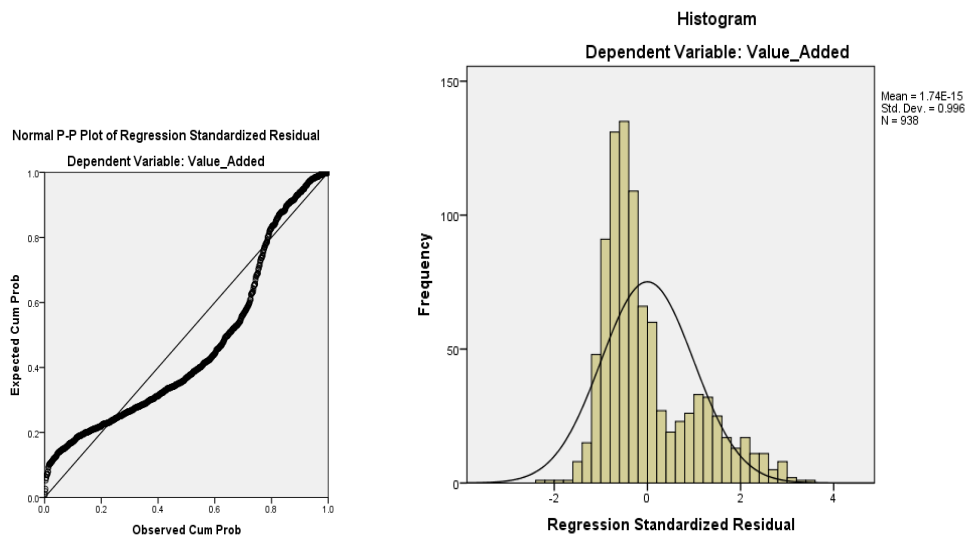 Normal P-P Plot of Regression Standardized Residual
Dependent Variable: Value_Added
Expected Cum Prob
1.0
0.8
0.6
0.4
0.2
0.0
0.0 0.2 0.4 0.6 0.8 1.0
Observed Cum Prob
Histogram
Dependent Variable: Value_Added
Mean = 1.74E-15
Std. Dev. = 0.996
N = 938
Frequency
150
100
50
0
-2 0 2 4
Regression Standardized Residual